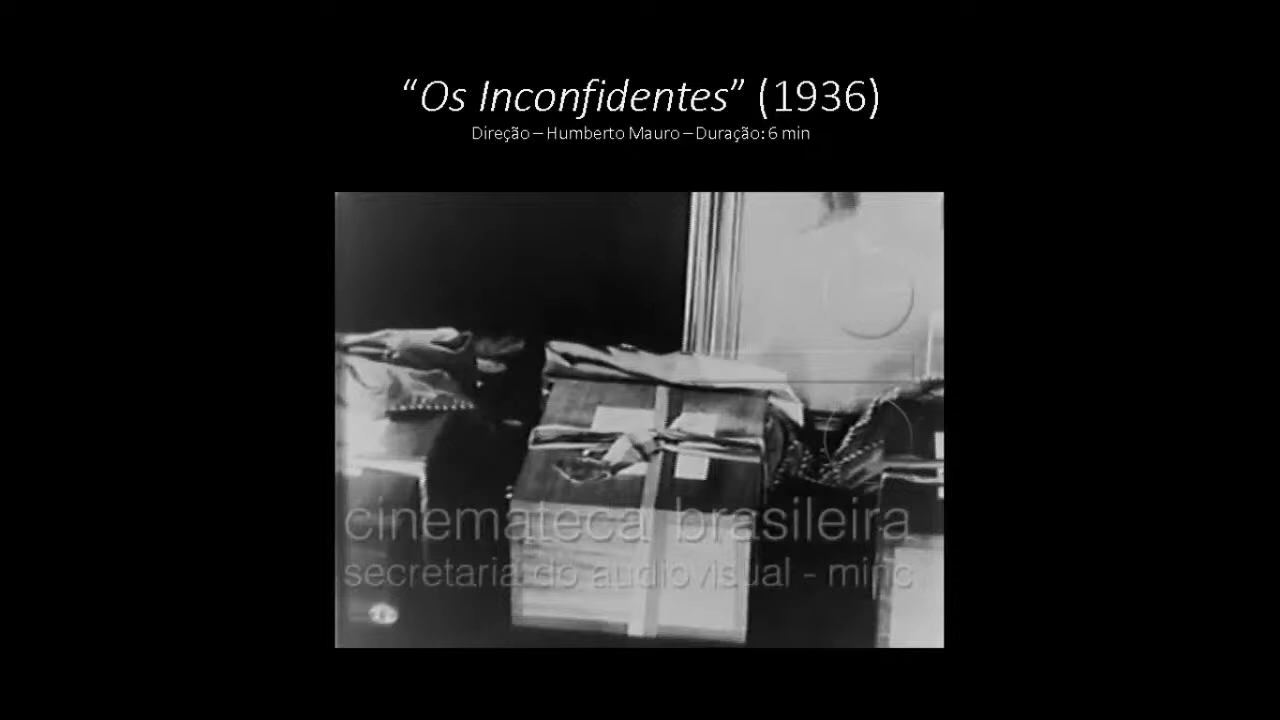 “Os Inconfidentes” (1936)
Direção – Humberto Mauro – Duração: 6 min
cinemateca brasileira
secretaria do audiovisual - minc